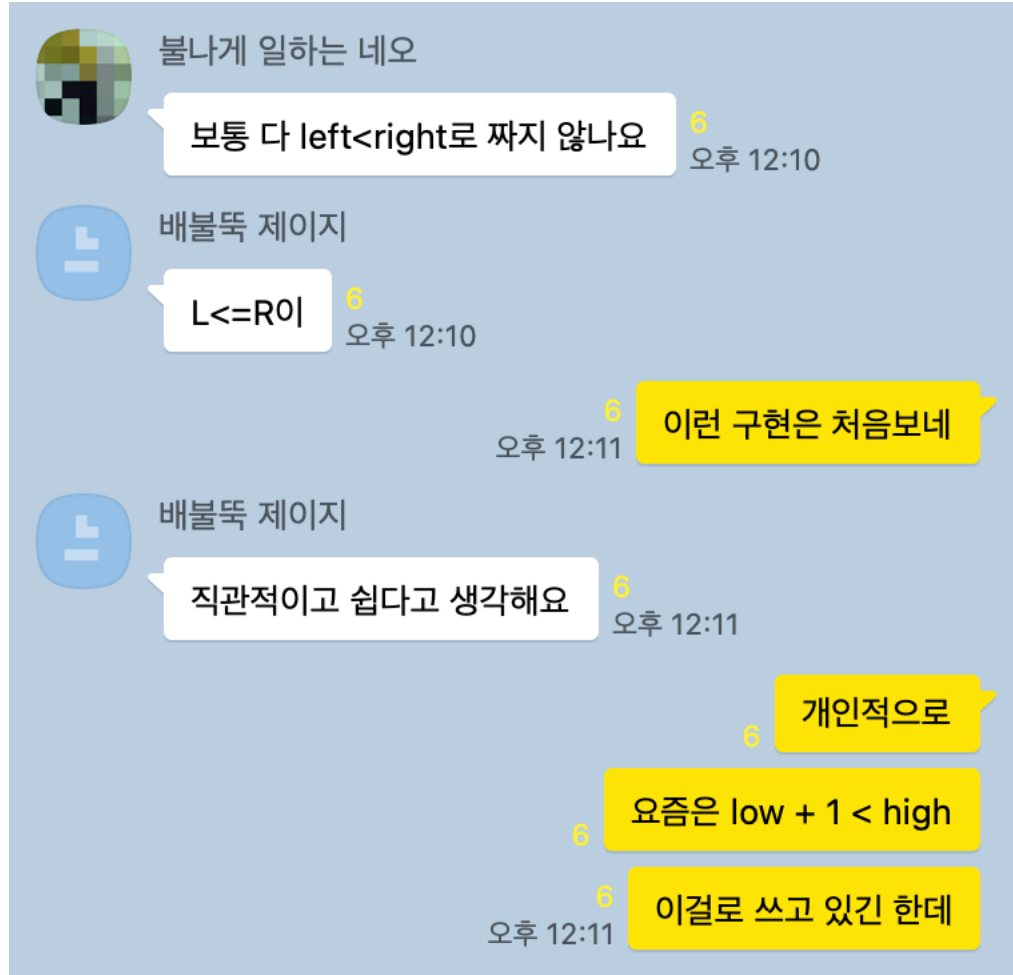 불나게 일하는 네오
보통 다 left<right로 짜지 않나요
6
오후 12:10
배불뚝 제이지
L<=R이
6
오후 12:10
이런 구현은 처음보네
6
오후 12:11
배불뚝 제이지
직관적이고 쉽다고 생각해요
6
오후 12:11
개인적으로
6
요즘은 low + 1 < high
6
이걸로 쓰고 있긴 한데
6
오후 12:11